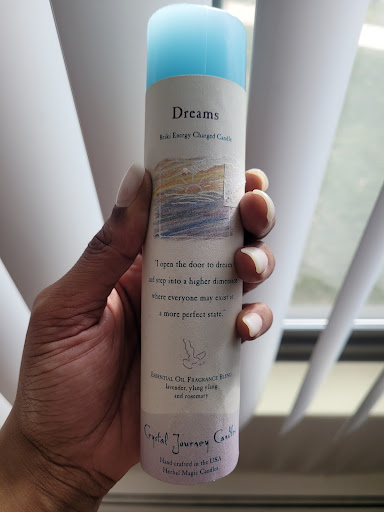 Dreams
Reiki Energy Charged Candle
"I open the door to dreams
and step into a higher dimension
where everyone may exist in
a more perfect state."
Essential Oil Fragrance Blend:
lavender, ylang ylang
and rosemary
Crystal Journey Candles
Hand crafted in the USA
Herbal Magic Candles